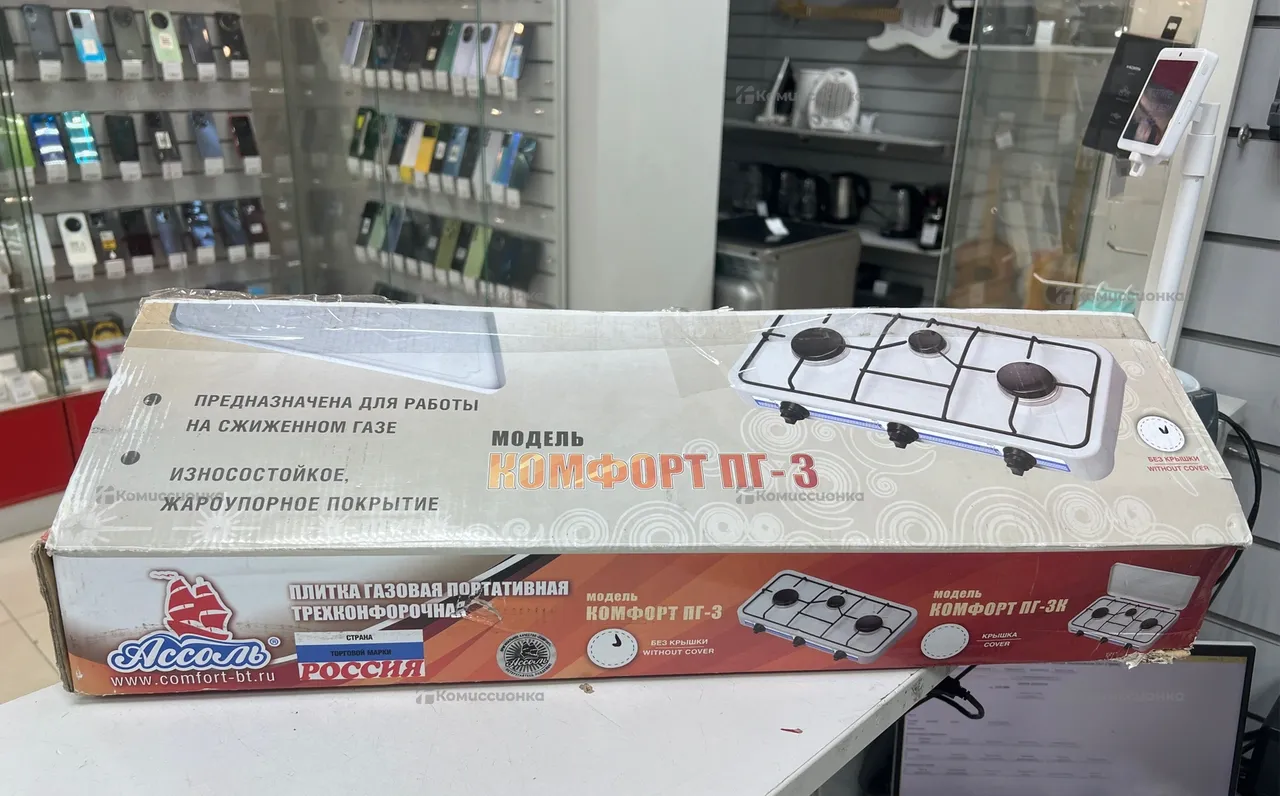 Комиссионка
Комиссионка
ПРЕДНАЗНАЧЕНА ДЛЯ РАБОТЫ
НА СЖИЖЕННОМ ГАЗЕ
ИЗНОСОСТОЙКОЕ,
ЖАРОУПОРНОЕ ПОКРЫТИЕ
Комиссионка
МОДЕЛЬ
КОМФОРТ ПГ-3
Комиссионка
БЕЗ КРЫШКИ
WITHOUT COVER
Ассоль®
www.comfort-bt.ru
ПЛИТКА ГАЗОВАЯ ПОРТАТИВНАЯ
ТРЕХКОНФОРОЧНАЯ
СТРАНА
ТОРГОВОЙ МАРКИ
РОССИЯ
Ассоль
МОДЕЛЬ
КОМФОРТ ПГ-3
БЕЗ КРЫШКИ
WITHOUT COVER
МОДЕЛЬ
КОМФОРТ ПГ-3К
КРЫШКА
COVER
Комиссионка